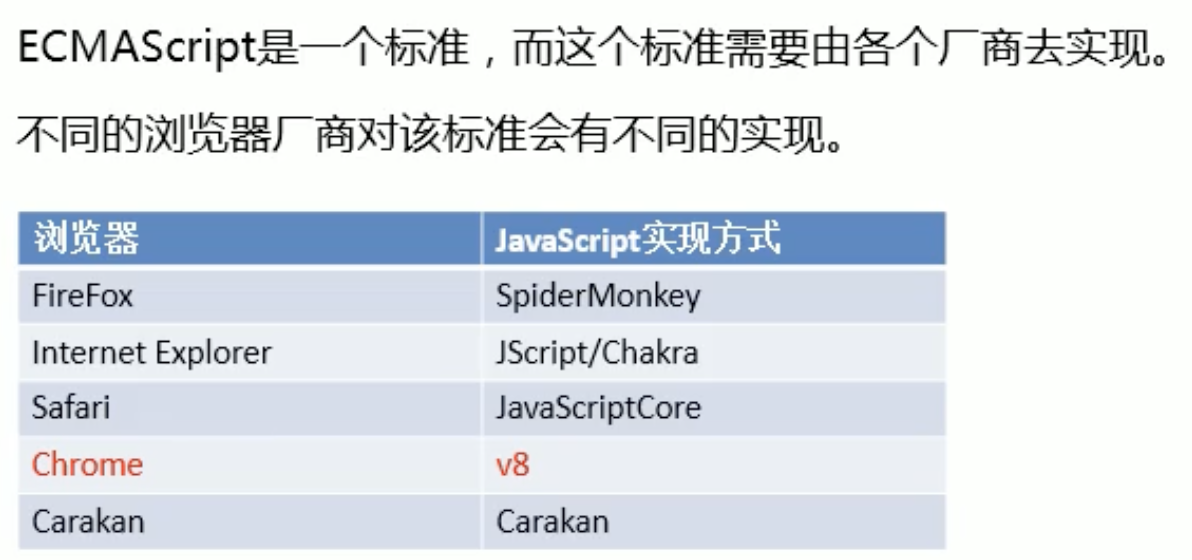 ECMAScript是一个标准，而这个标准需要由各个厂商去实现。
不同的浏览器厂商对该标准会有不同的实现。
浏览器 JavaScript实现方式
FireFox SpiderMonkey
Internet Explorer JScript/Chakra
Safari JavaScriptCore
Chrome v8
Carakan Carakan